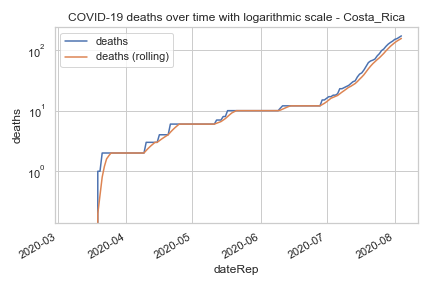 COVID-19 deaths over time with logarithmic scale - Costa_Rica
deaths
deaths (rolling)
10²
10¹
10⁰
deaths
2020-03
2020-04
2020-05
2020-06
2020-07
2020-08
dateRep